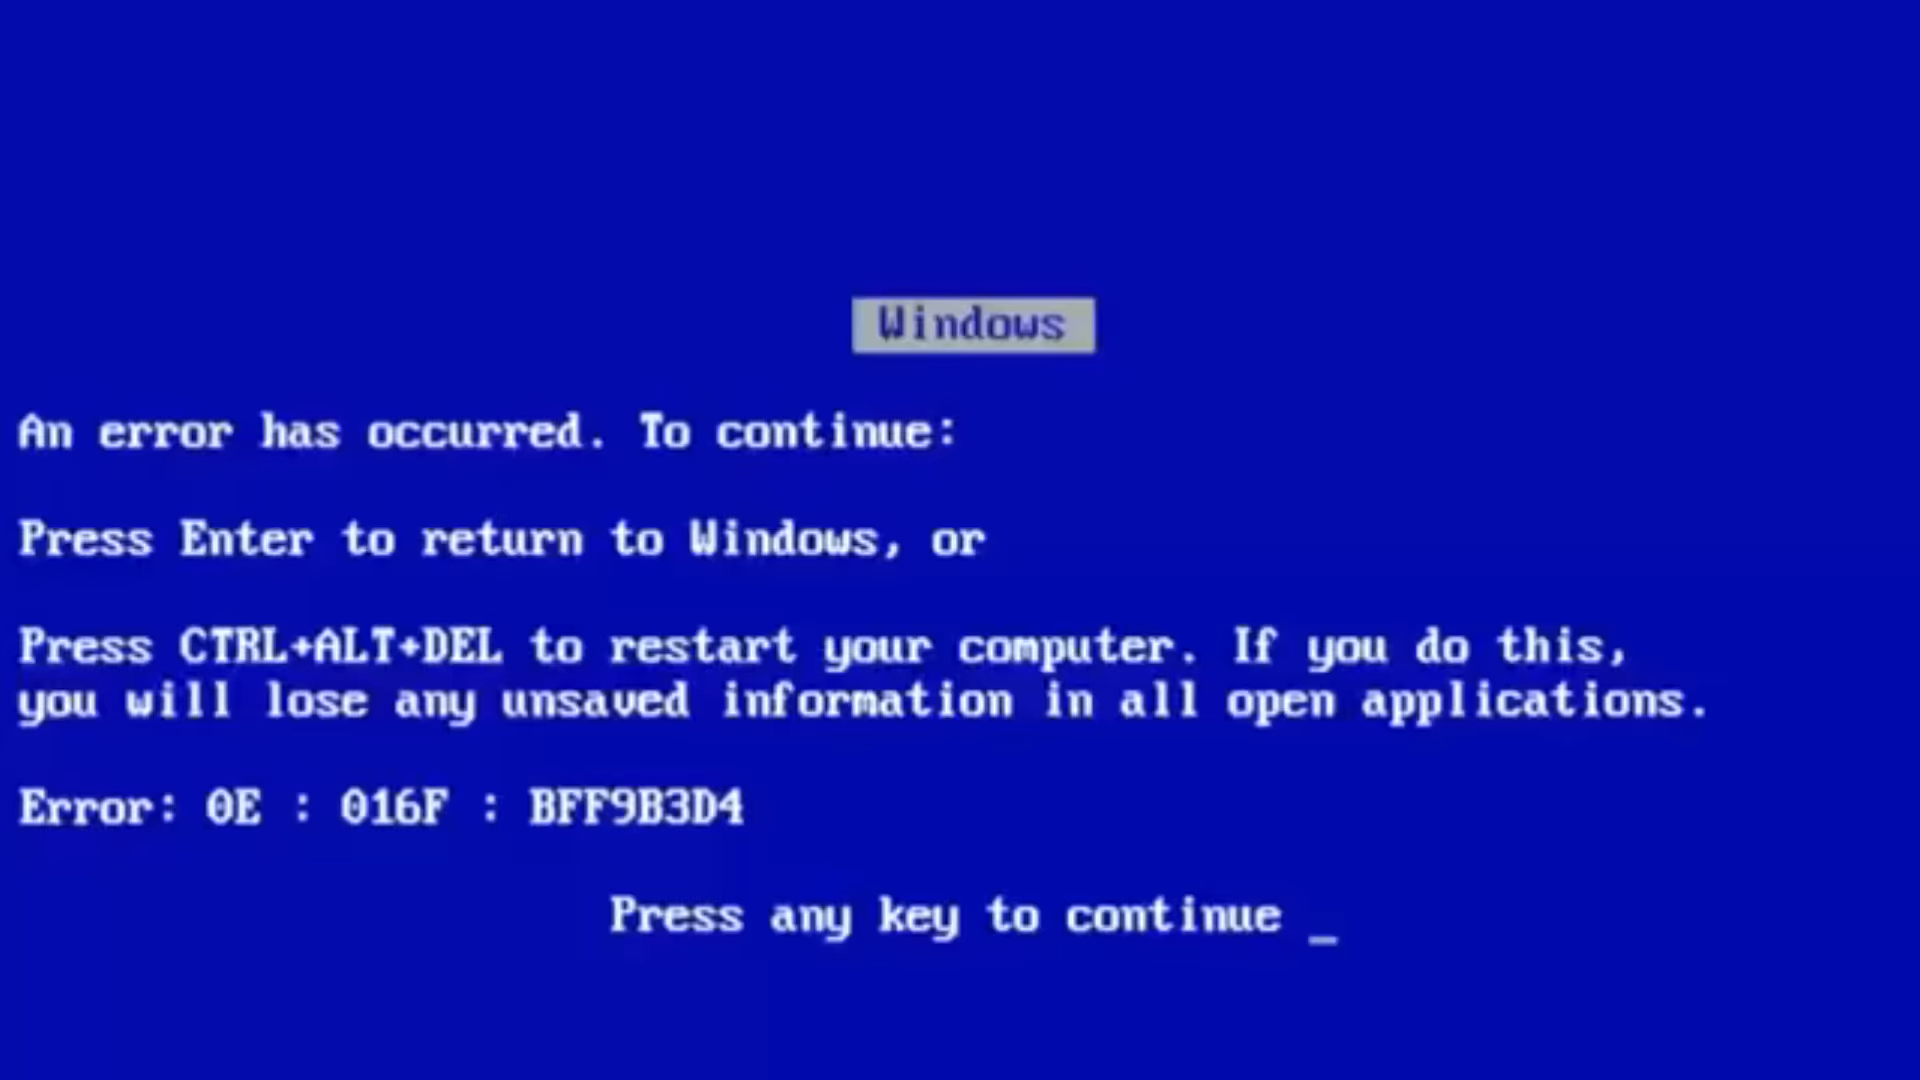 Windows
An error has occurred. To continue:
Press Enter to return to Windows, or
Press CTRL+ALT+DEL to restart your computer. If you do this,
you will lose any unsaved information in all open applications.
Error: 0E : 016F : BFF9B3D4
Press any key to continue _